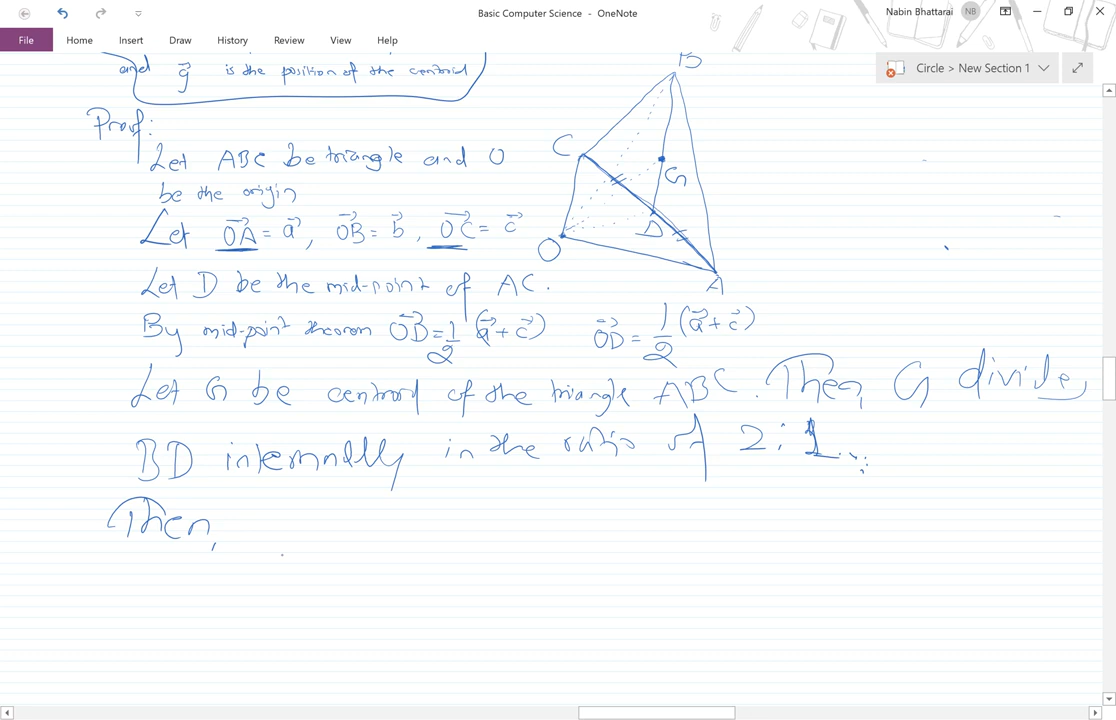 Basic Computer Science - OneNote
Nabin Bhattarai NB
File Home Insert Draw History Review View Help
Circle > New Section 1
and g⃗ is the position of the centroid
Proof:
Let ABC be triangle and O
be the origin
Let OA⃗ = a⃗, OB⃗ = b⃗, OC⃗ = c⃗
Let D be the mid-point of AC.
By mid-point theorem OD⃗ = 1/2 (a⃗ + c⃗) OD⃗ = 1/2 (a⃗ + c⃗)
Let G be centroid of the triangle ABC. Then, G divides
BD internally in the ratio of 2:1...
Then,
B
C
G
D
O
A